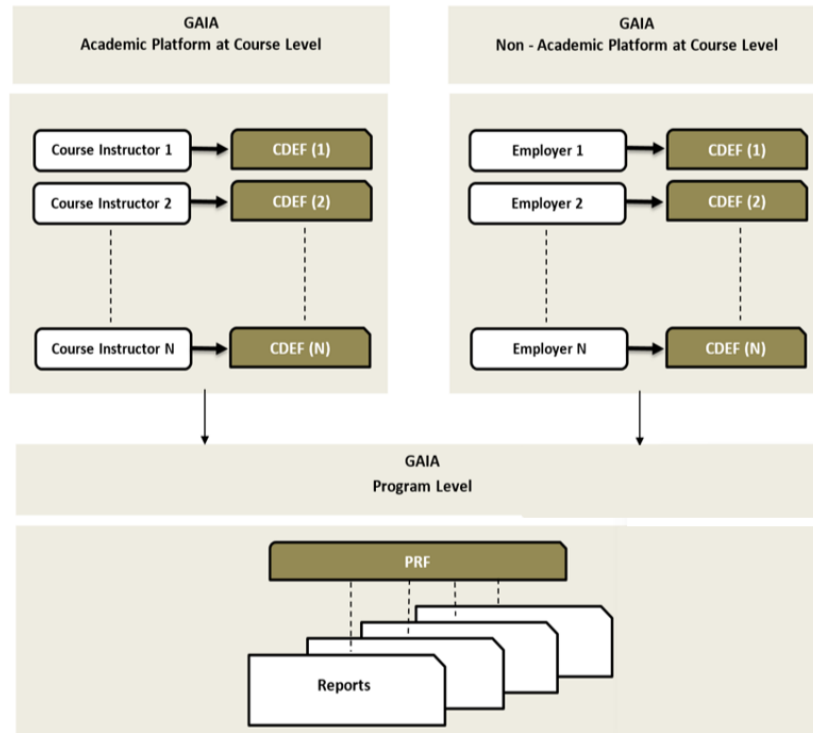 GAIA
Academic Platform at Course Level
GAIA
Non - Academic Platform at Course Level
Course Instructor 1
CDEF (1)
Course Instructor 2
CDEF (2)
Course Instructor N
CDEF (N)
Employer 1
CDEF (1)
Employer 2
CDEF (2)
Employer N
CDEF (N)
GAIA
Program Level
PRF
Reports